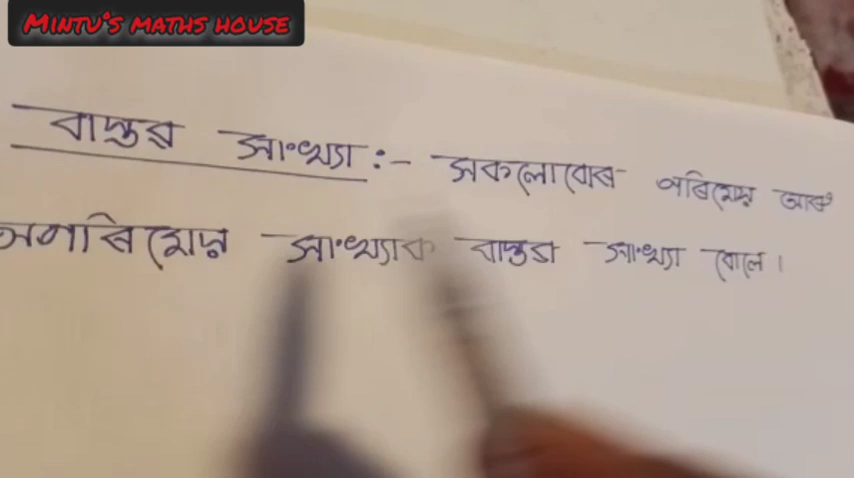 MINTU'S MATHS HOUSE
বাস্তৱ সাংখ্যা :- সকলোবোৰ পৰিমেয় আৰু
অপৰিমেয় সাংখ্যাক বাস্তৱ সাংখ্যা বোলে।